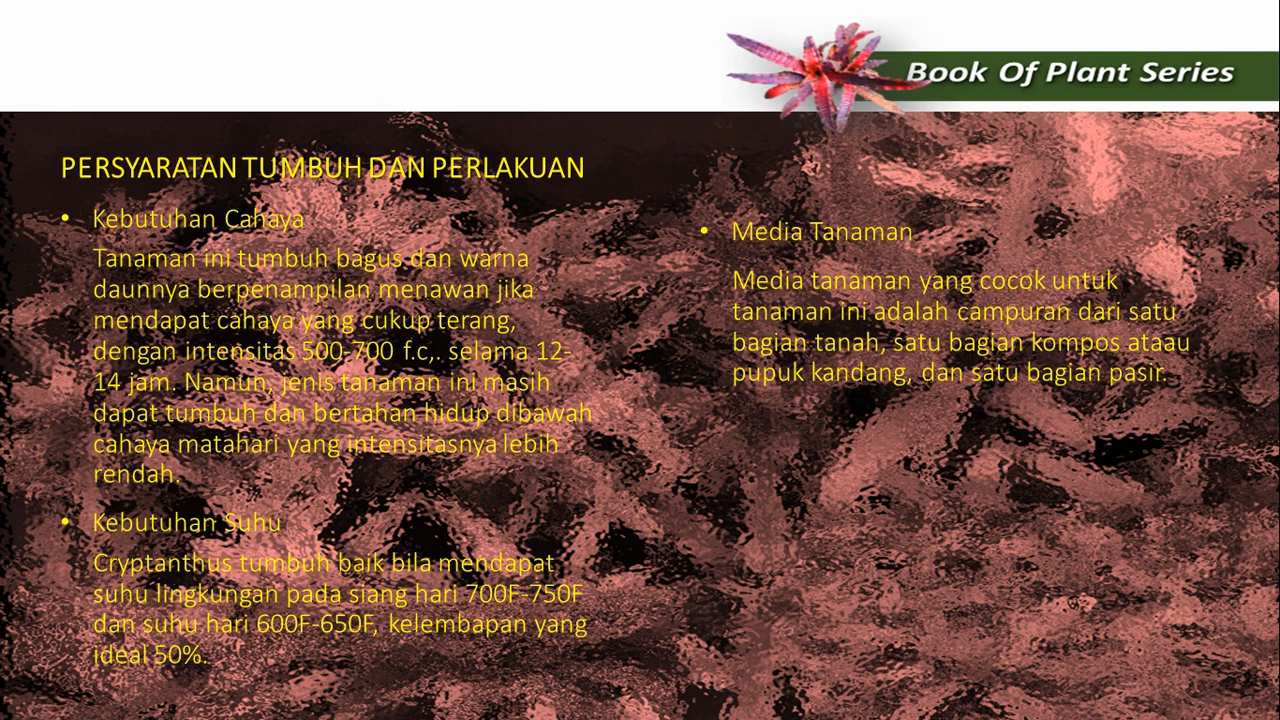 Book Of Plant Series
PERSYARATAN TUMBUH DAN PERLAKUAN
• Kebutuhan Cahaya
Tanaman ini tumbuh bagus dan warna
daunnya berpenampilan menawan jika
mendapat cahaya yang cukup terang,
dengan intensitas 500-700 f.c,. selama 12-
14 jam. Namun, jenis tanaman ini masih
dapat tumbuh dan bertahan hidup dibawah
cahaya matahari yang intensitasnya lebih
rendah.
• Kebutuhan Suhu
Cryptanthus tumbuh baik bila mendapat
suhu lingkungan pada siang hari 700F-750F
dan suhu hari 600F-650F, kelembapan yang
ideal 50%.
• Media Tanaman
Media tanaman yang cocok untuk
tanaman ini adalah campuran dari satu
bagian tanah, satu bagian kompos ataau
pupuk kandang, dan satu bagian pasir.